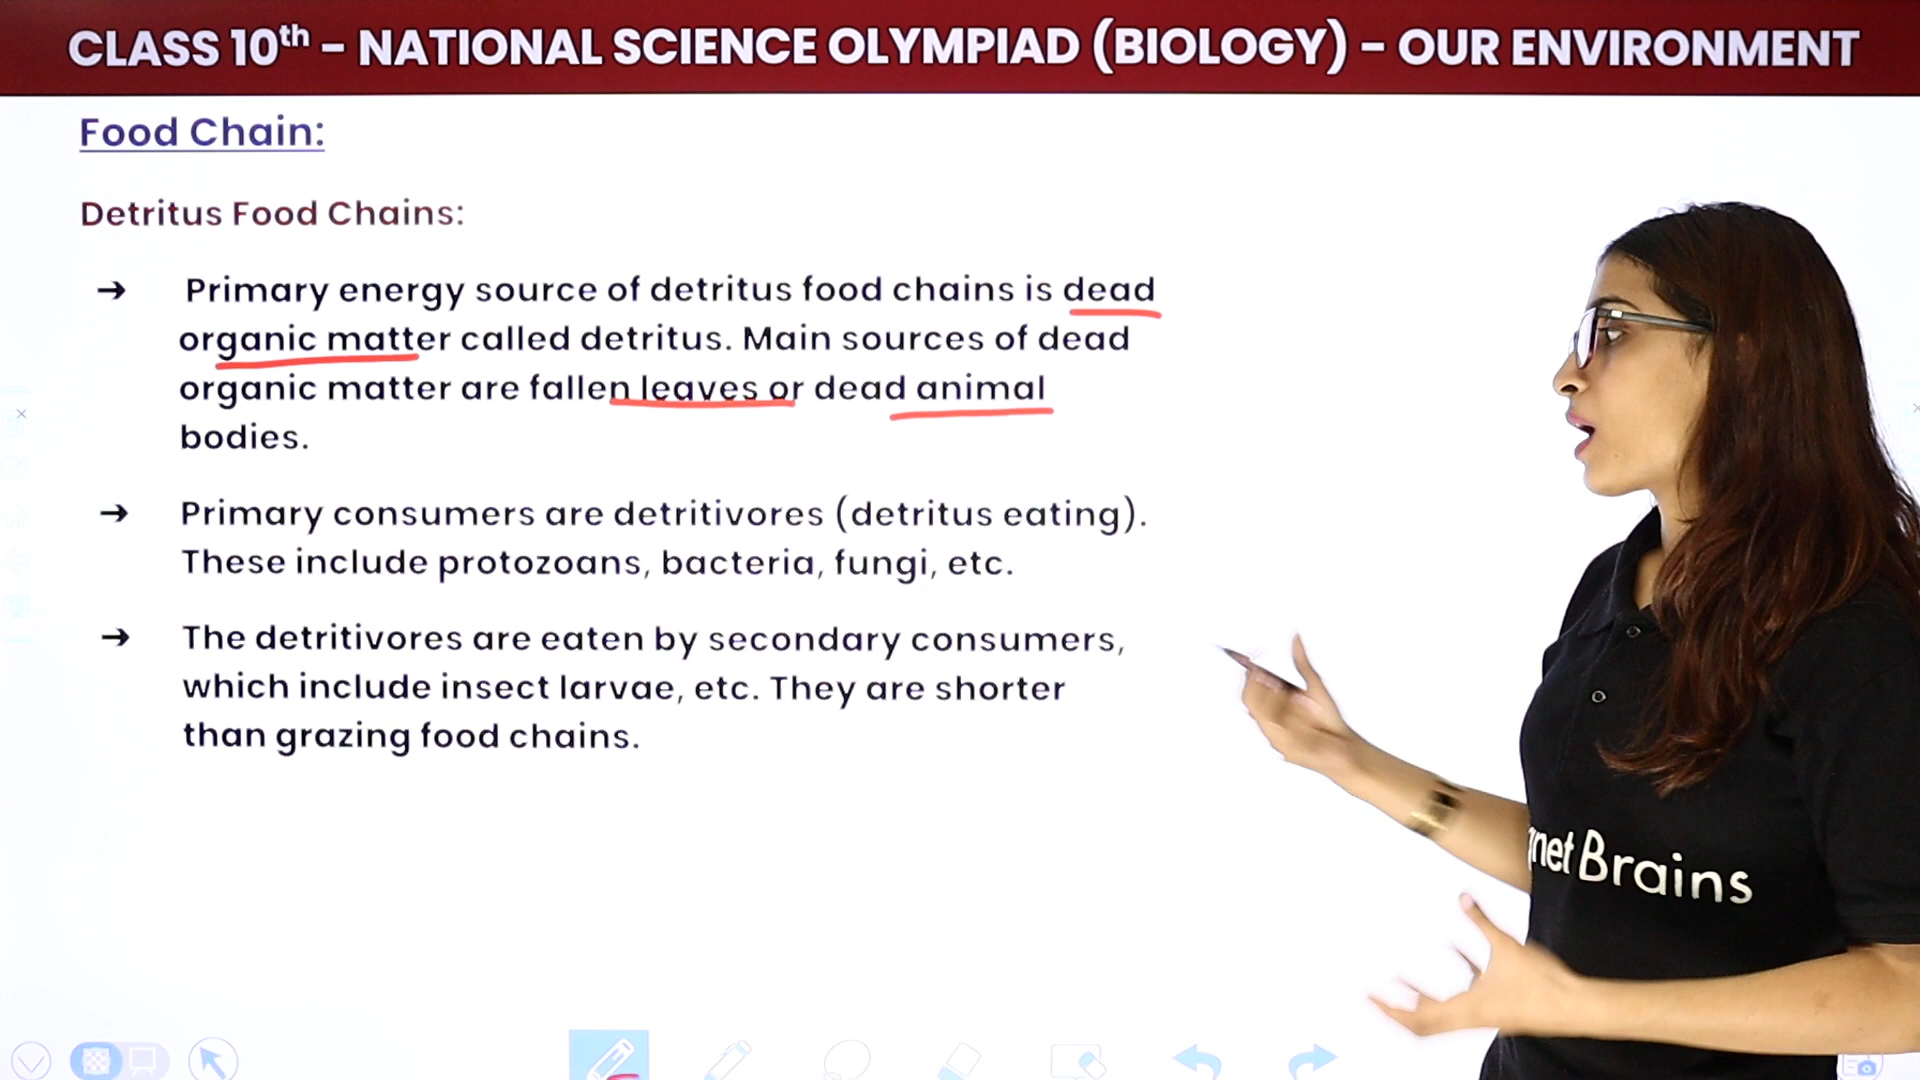 CLASS 10th – NATIONAL SCIENCE OLYMPIAD (BIOLOGY) – OUR ENVIRONMENT
Food Chain:
Detritus Food Chains:
➔ Primary energy source of detritus food chains is dead
organic matter called detritus. Main sources of dead
organic matter are fallen leaves or dead animal
bodies.
➔ Primary consumers are detritivores (detritus eating).
These include protozoans, bacteria, fungi, etc.
➔ The detritivores are eaten by secondary consumers,
which include insect larvae, etc. They are shorter
than grazing food chains.
net Brains